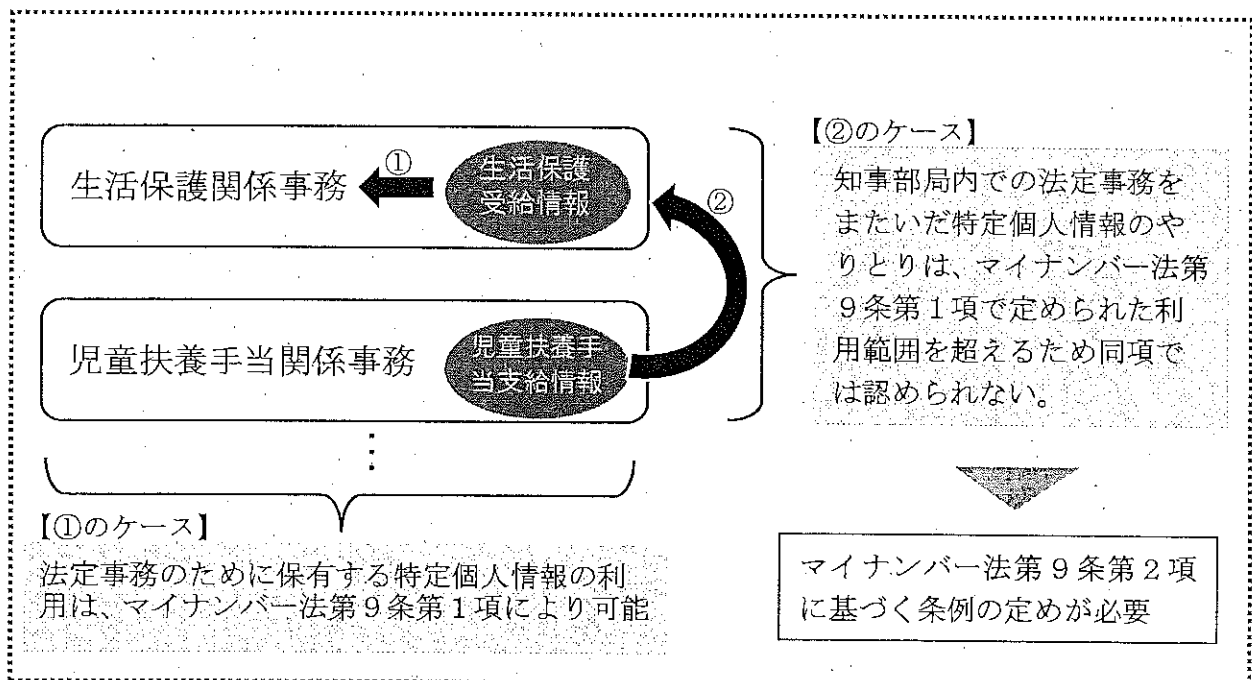 生活保護関係事務
①
生活保護
受給情報
②
児童扶養手当関係事務
児童扶養手
当支給情報
【①のケース】
法定事務のために保有する特定個人情報の利
用は、マイナンバー法第9条第1項により可能
【②のケース】
知事部局内での法定事務を
またいだ特定個人情報のや
りとりは、マイナンバー法第
9条第1項で定められた利
用範囲を超えるため同項で
は認められない。
マイナンバー法第9条第2項
に基づく条例の定めが必要